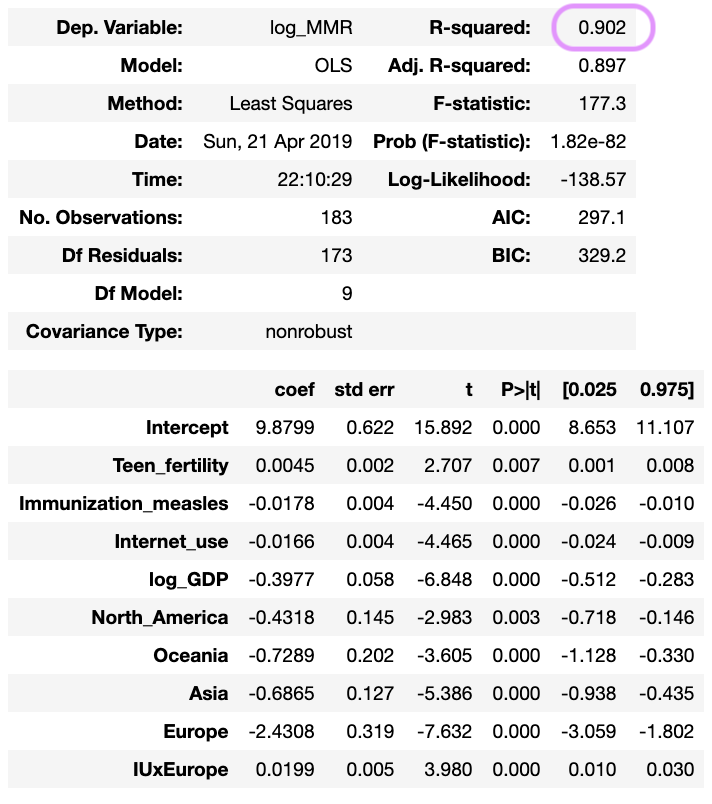 Dep. Variable: log_MMR R-squared: 0.902
Model: OLS Adj. R-squared: 0.897
Method: Least Squares F-statistic: 177.3
Date: Sun, 21 Apr 2019 Prob (F-statistic): 1.82e-82
Time: 22:10:29 Log-Likelihood: -138.57
No. Observations: 183 AIC: 297.1
Df Residuals: 173 BIC: 329.2
Df Model: 9
Covariance Type: nonrobust
coef std err t P>|t| [0.025 0.975]
Intercept 9.8799 0.622 15.892 0.000 8.653 11.107
Teen_fertility 0.0045 0.002 2.707 0.007 0.001 0.008
Immunization_measles -0.0178 0.004 -4.450 0.000 -0.026 -0.010
Internet_use -0.0166 0.004 -4.465 0.000 -0.024 -0.009
log_GDP -0.3977 0.058 -6.848 0.000 -0.512 -0.283
North_America -0.4318 0.145 -2.983 0.003 -0.718 -0.146
Oceania -0.7289 0.202 -3.605 0.000 -1.128 -0.330
Asia -0.6865 0.127 -5.386 0.000 -0.938 -0.435
Europe -2.4308 0.319 -7.632 0.000 -3.059 -1.802
IUxEurope 0.0199 0.005 3.980 0.000 0.010 0.030